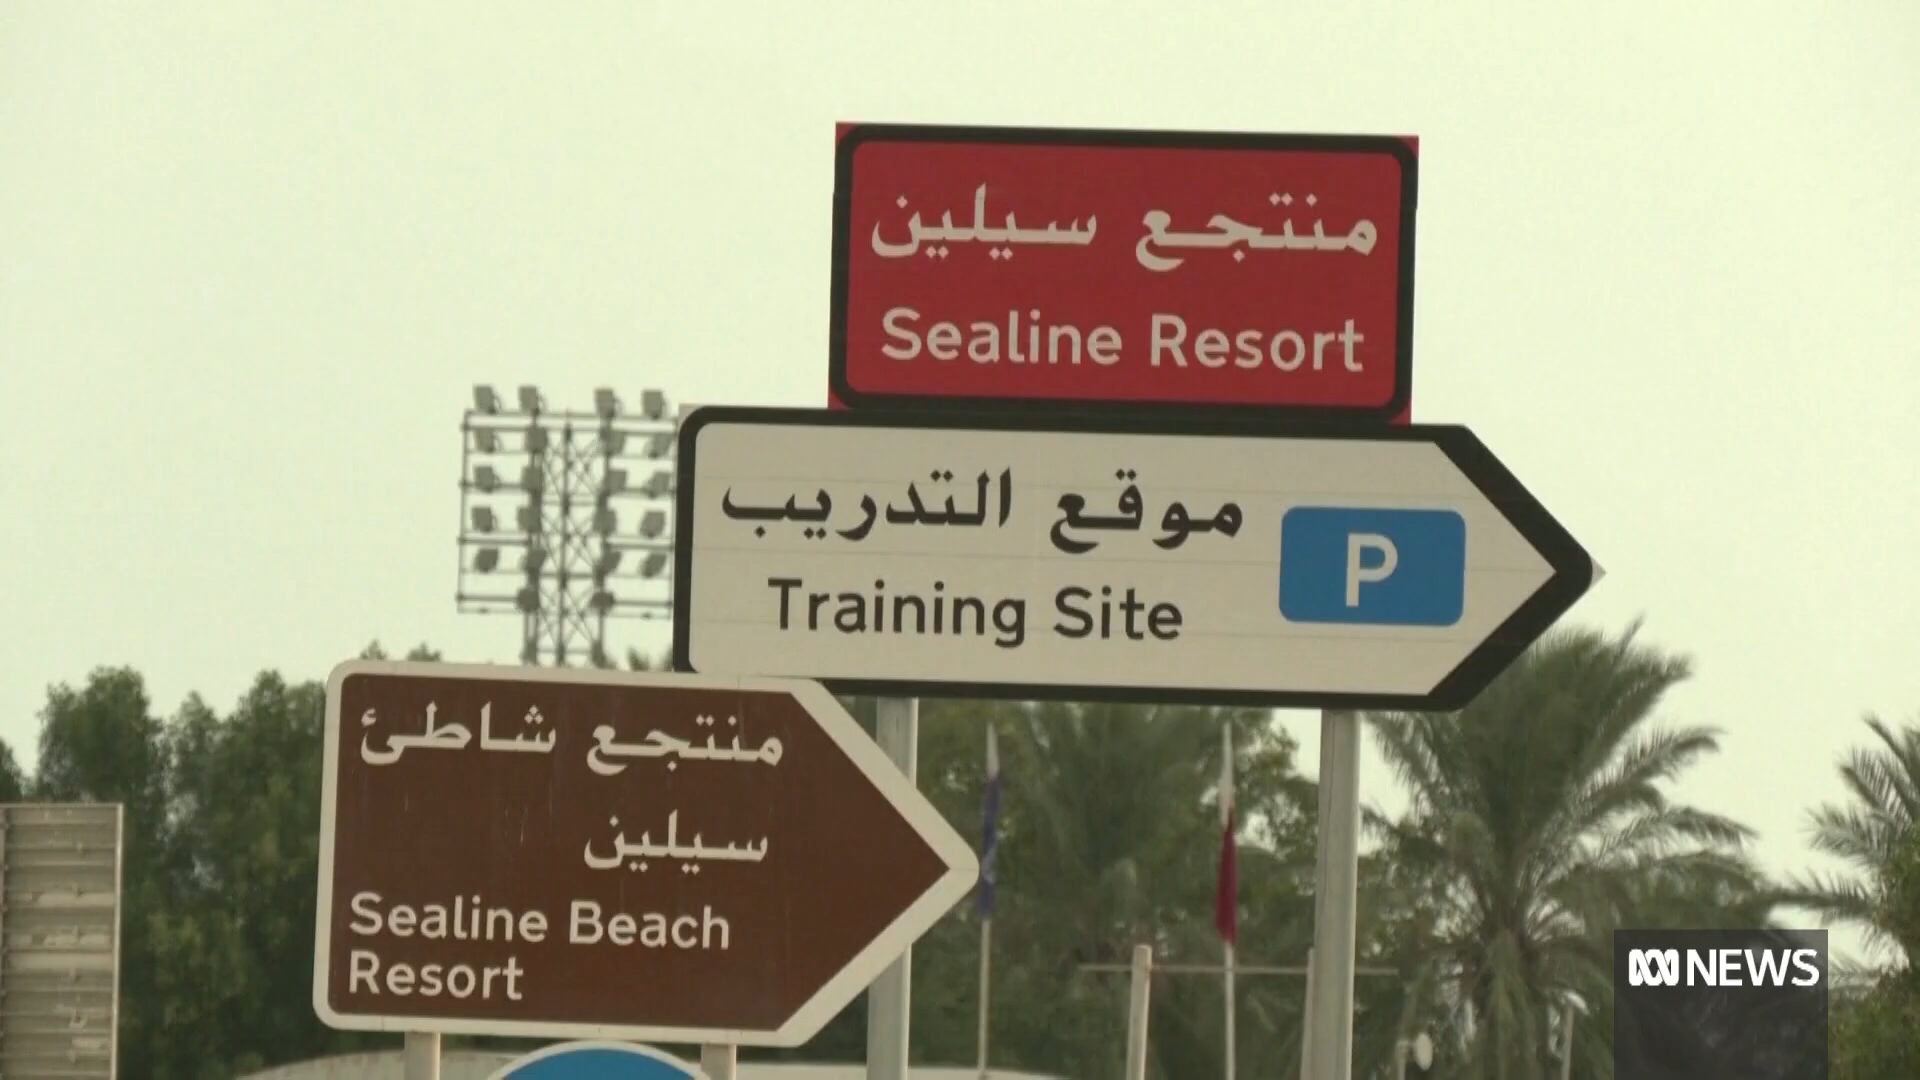 منتجع سيلين
Sealine Resort
موقع التدريب
Training Site
P
منتجع شاطئ
سيلين
Sealine Beach
Resort
NEWS